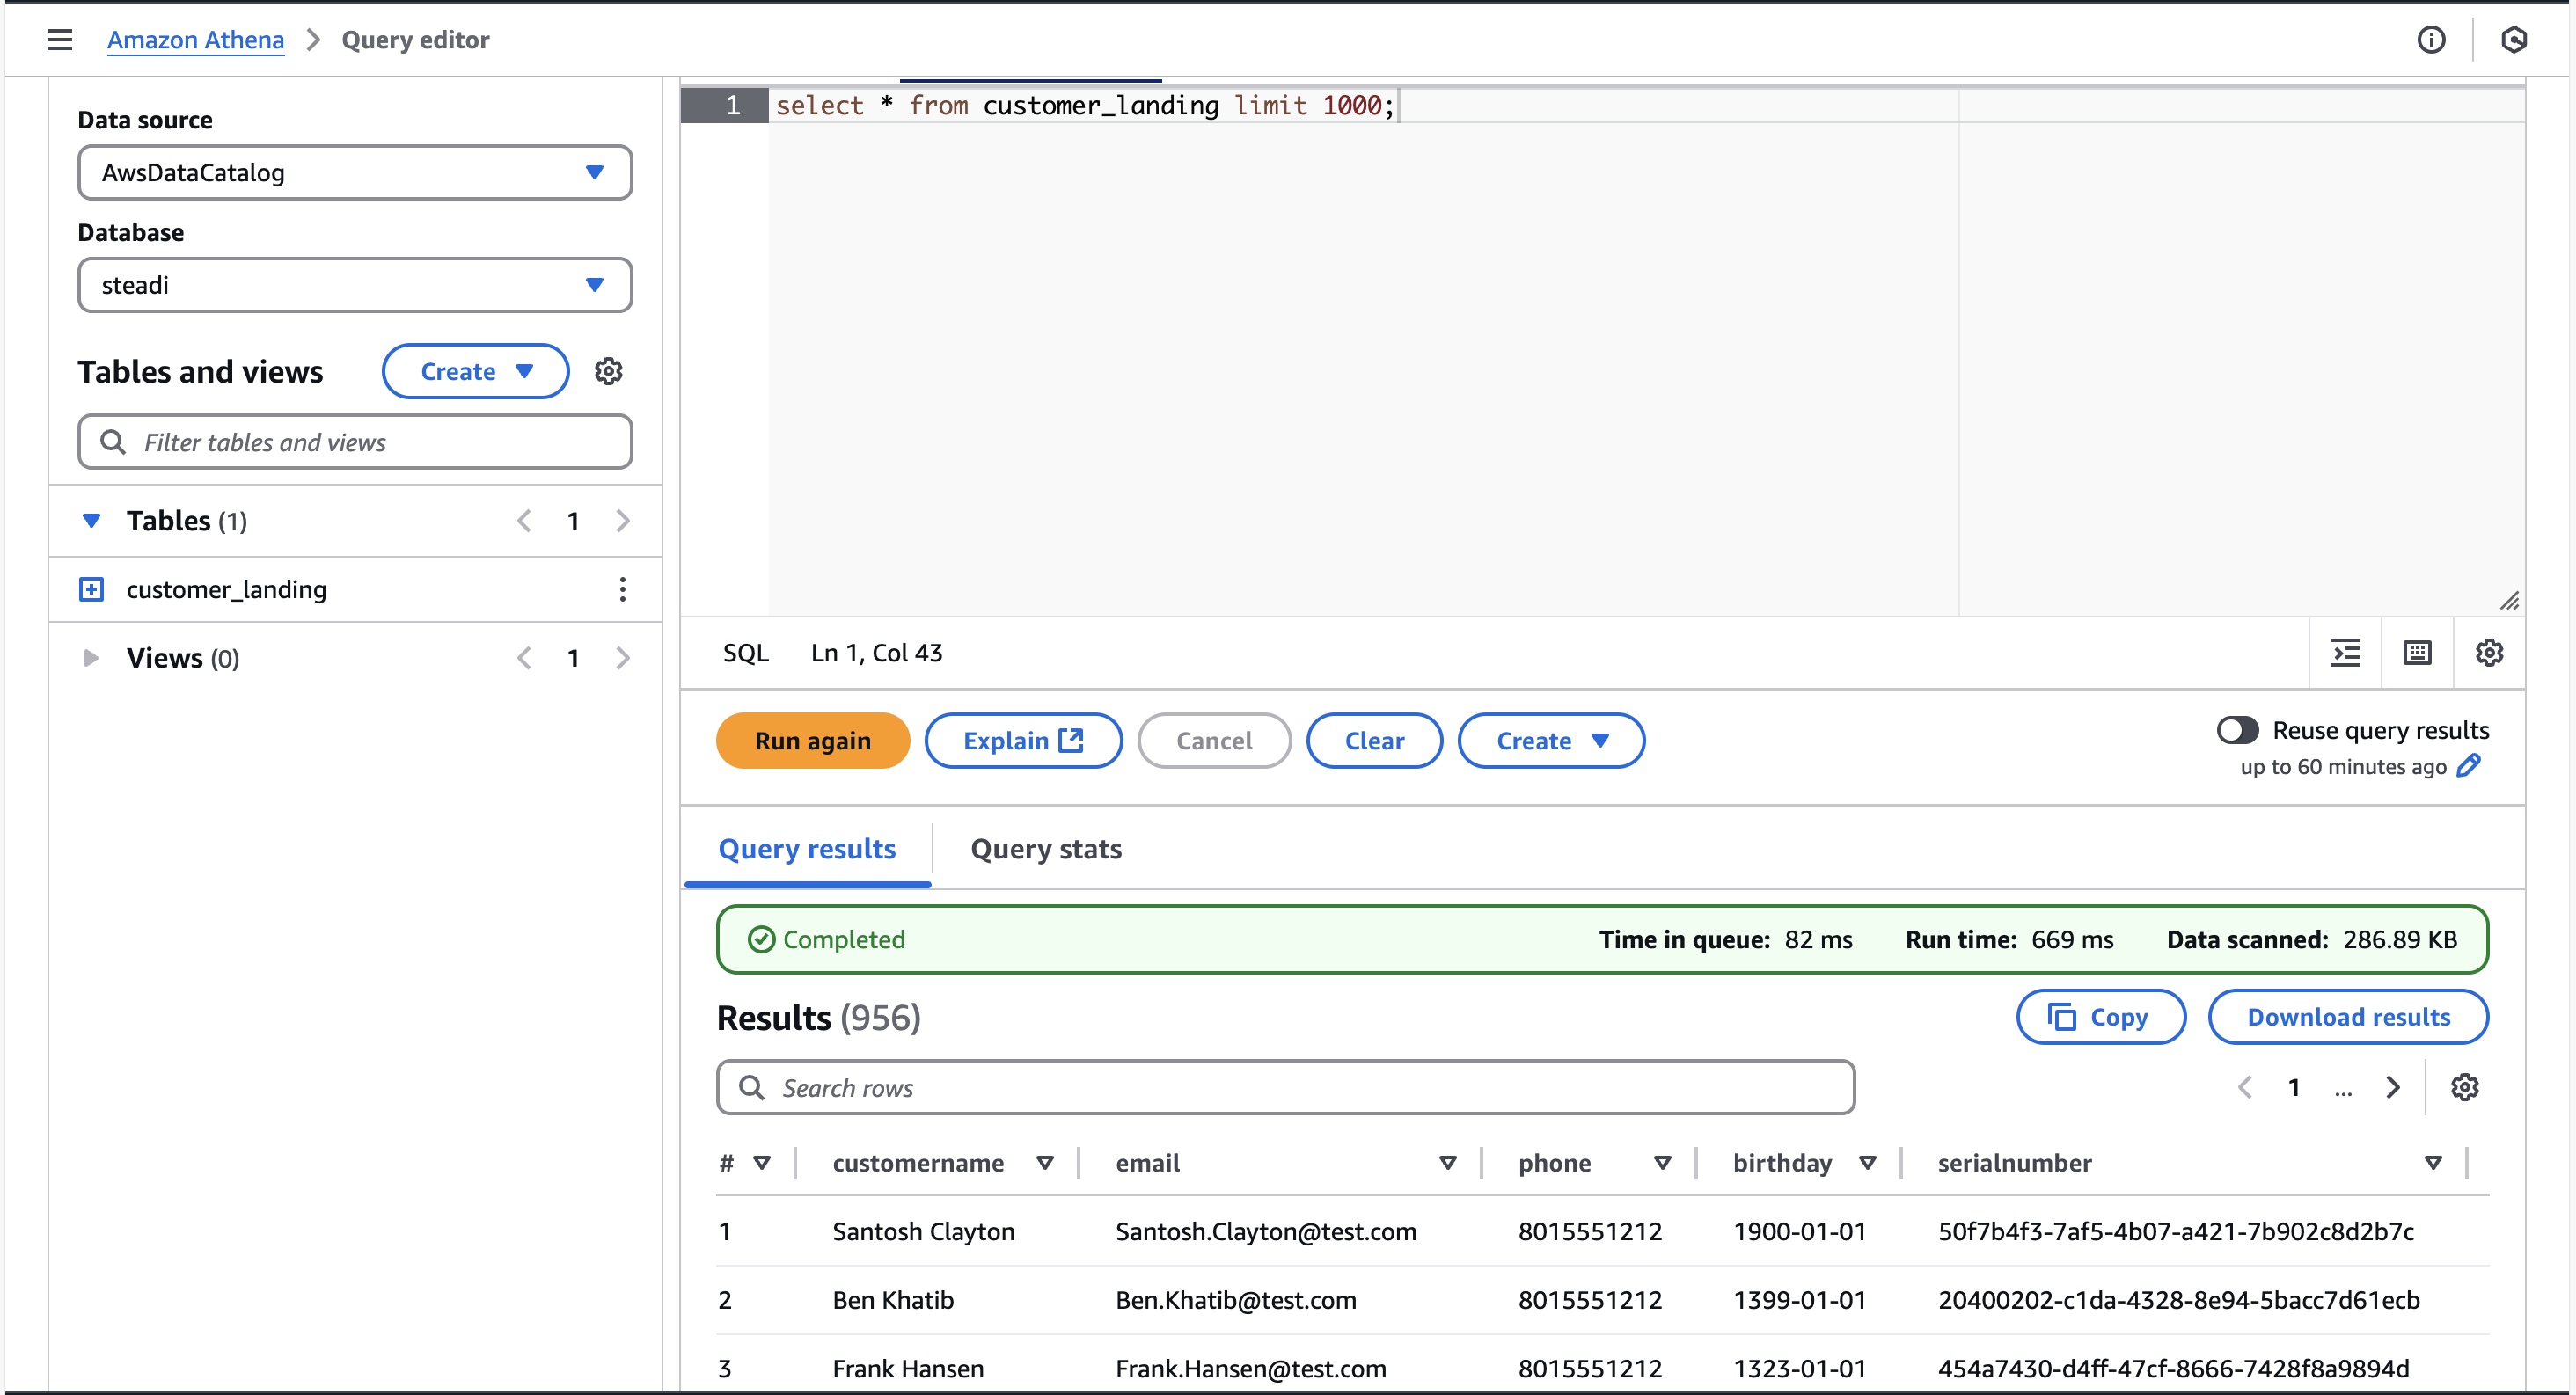 Amazon Athena > Query editor
Data source
AwsDataCatalog
Database
steadi
Tables and views
Create
Filter tables and views
Tables (1)
1
customer_landing
Views (0)
1
1 select * from customer_landing limit 1000;
SQL Ln 1, Col 43
Run again
Explain
Cancel
Clear
Create
Reuse query results
up to 60 minutes ago
Query results
Query stats
Completed
Time in queue: 82 ms Run time: 669 ms Data scanned: 286.89 KB
Results (956)
Copy
Download results
Search rows
1 ...
# customername email phone birthday serialnumber
1 Santosh Clayton Santosh.Clayton@test.com 8015551212 1900-01-01 50f7b4f3-7af5-4b07-a421-7b902c8d2b7c
2 Ben Khatib Ben.Khatib@test.com 8015551212 1399-01-01 20400202-c1da-4328-8e94-5bacc7d61ecb
3 Frank Hansen Frank.Hansen@test.com 8015551212 1323-01-01 454a7430-d4ff-47cf-8666-7428f8a9894d